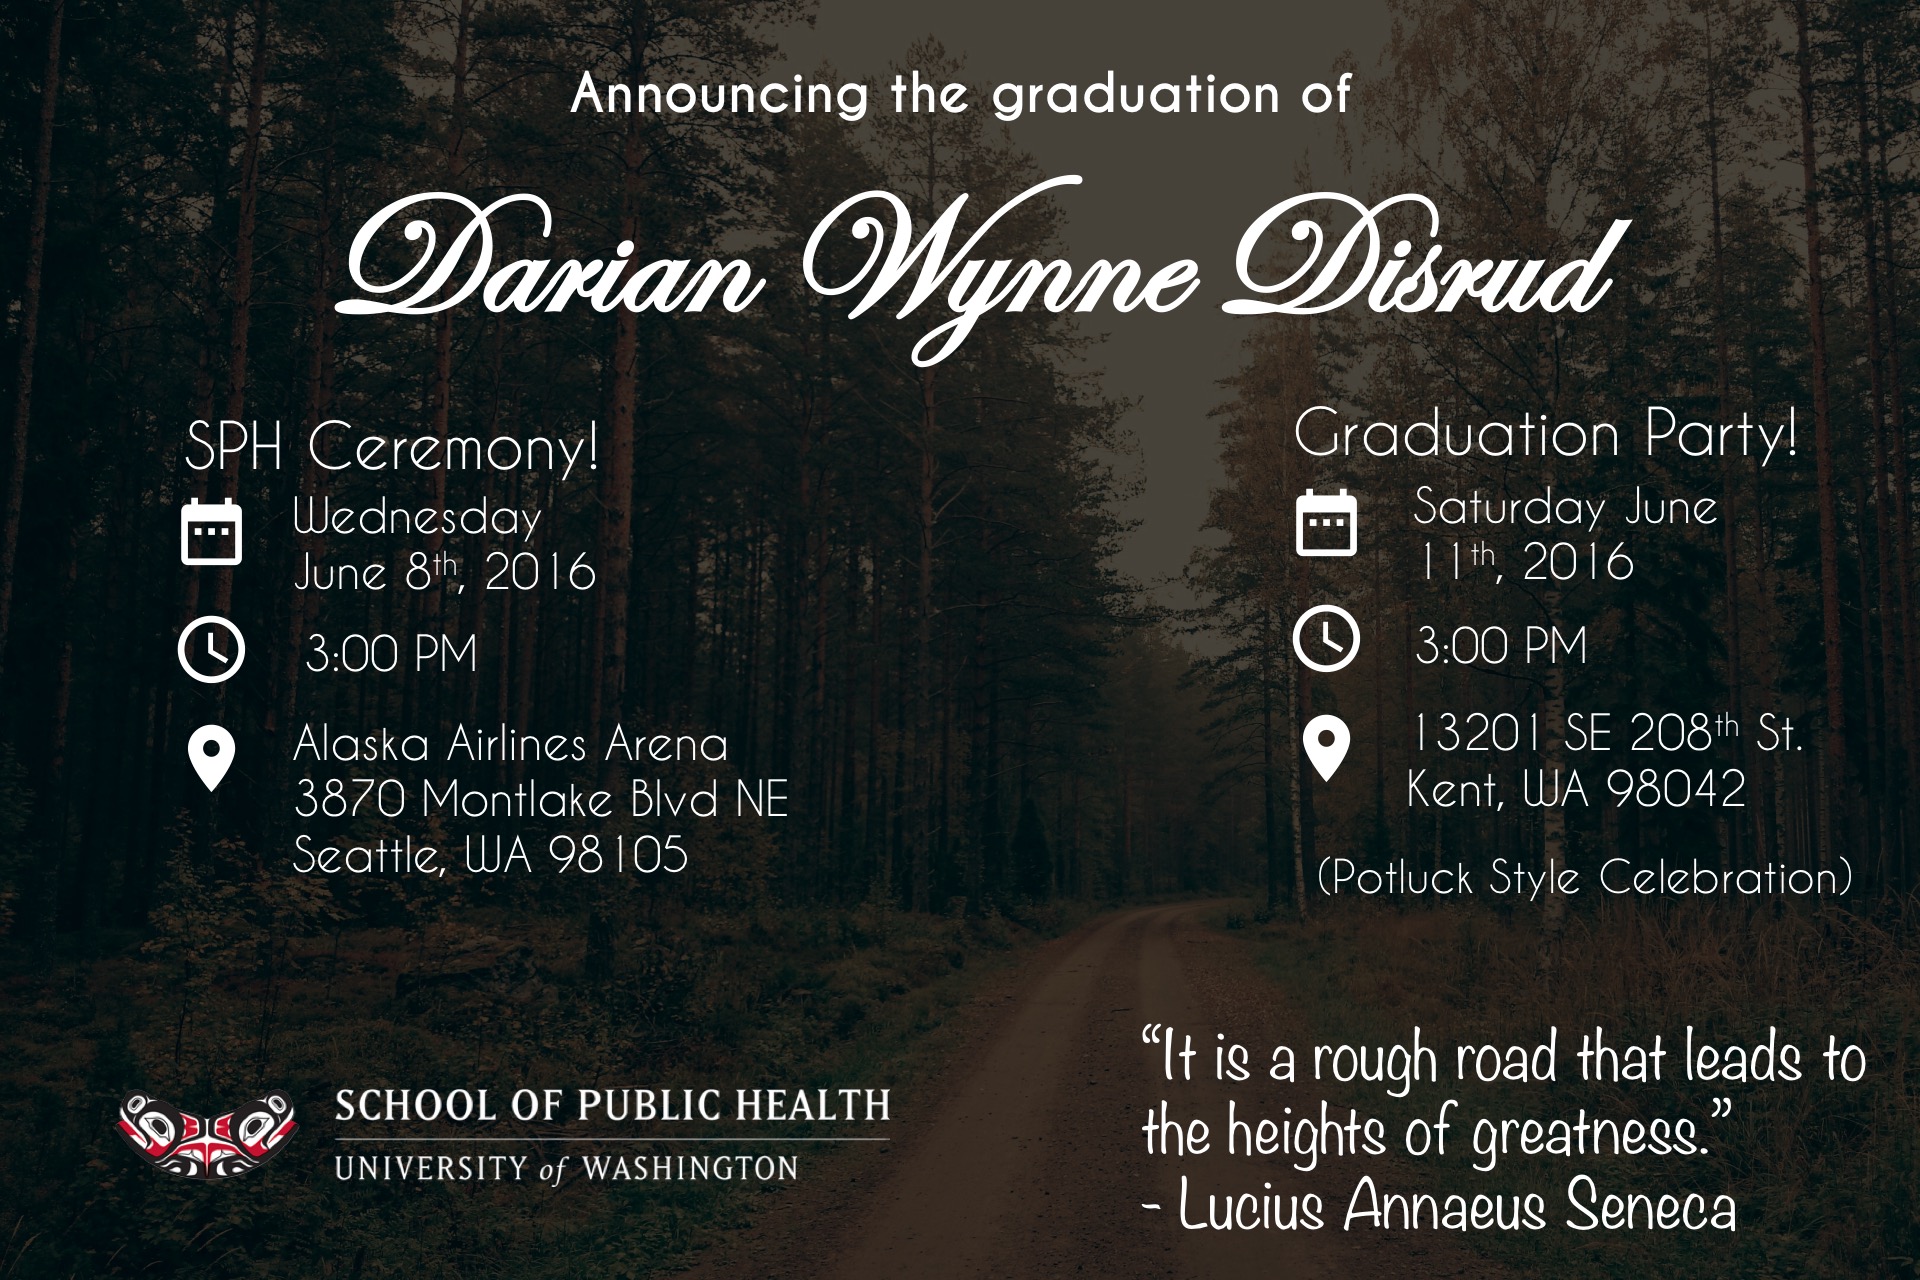 Announcing the graduation of
Darian Wynne Disrud
SPH Ceremony!
Wednesday
June 8th, 2016
3:00 PM
Alaska Airlines Arena
3870 Montlake Blvd NE
Seattle, WA 98105
Graduation Party!
Saturday June
11th, 2016
3:00 PM
13201 SE 208th St.
Kent, WA 98042
(Potluck Style Celebration)
SCHOOL OF PUBLIC HEALTH
UNIVERSITY of WASHINGTON
“It is a rough road that leads to
the heights of greatness.”
- Lucius Annaeus Seneca